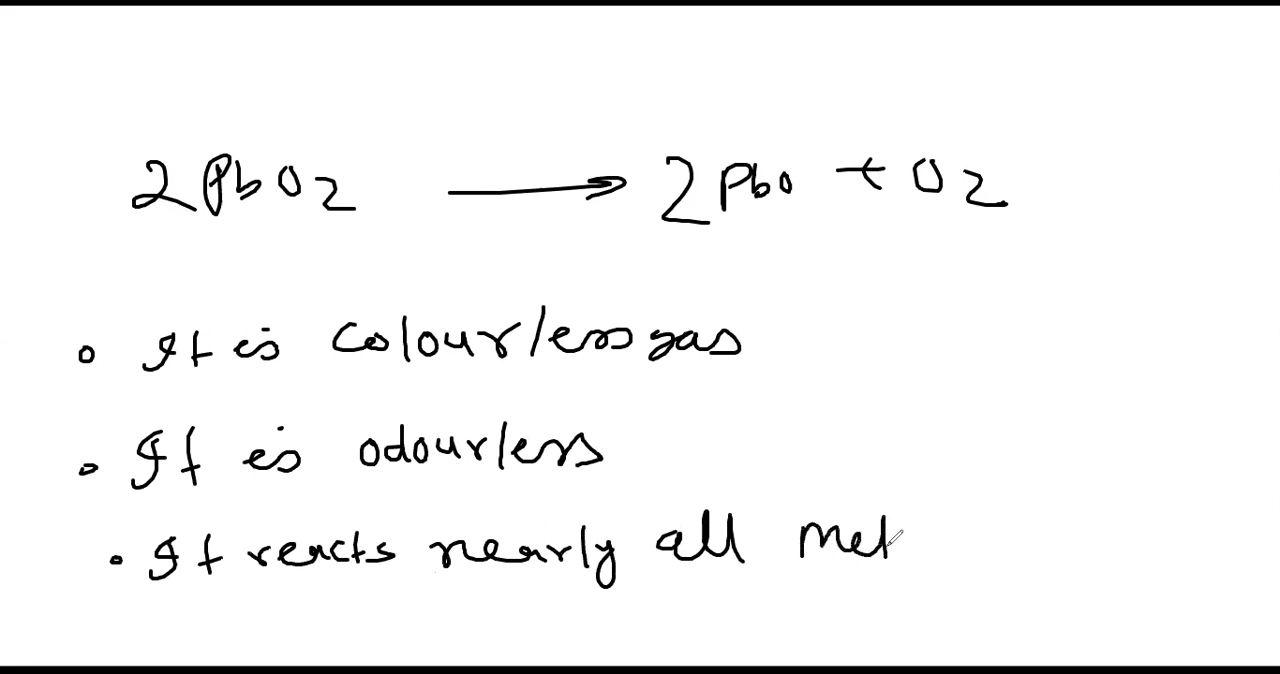 2PbO2 → 2PbO + O2
• It is colourless gas
• It is odourless
• It reacts nearly all Met